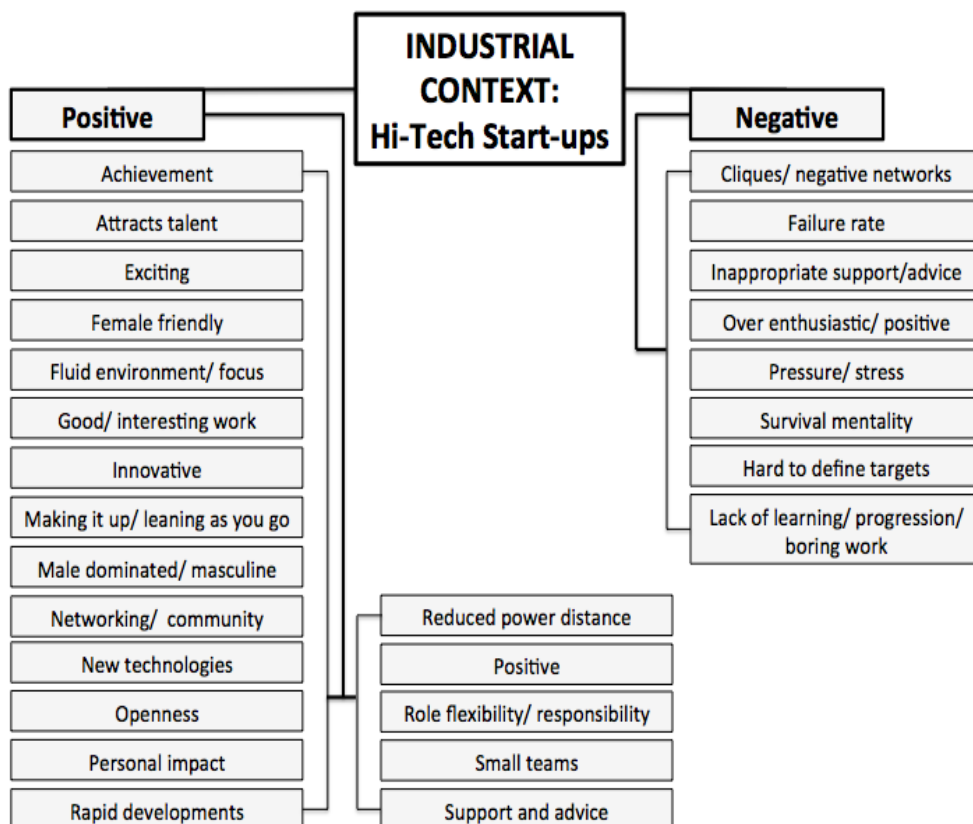 INDUSTRIAL
CONTEXT:
Hi-Tech Start-ups
Positive
Achievement
Attracts talent
Exciting
Female friendly
Fluid environment/ focus
Good/ interesting work
Innovative
Making it up/ leaning as you go
Male dominated/ masculine
Networking/ community
New technologies
Openness
Personal impact
Rapid developments
Reduced power distance
Positive
Role flexibility/ responsibility
Small teams
Support and advice
Negative
Cliques/ negative networks
Failure rate
Inappropriate support/advice
Over enthusiastic/ positive
Pressure/ stress
Survival mentality
Hard to define targets
Lack of learning/ progression/
boring work